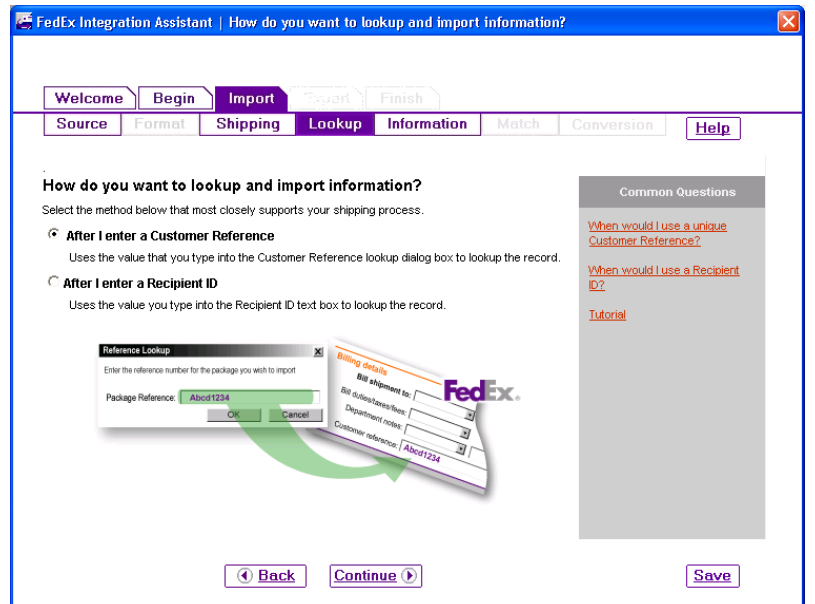 FedEx Integration Assistant | How do you want to lookup and import information?
Welcome Begin Import Export Finish
Source Format Shipping Lookup Information Match Conversion Help
How do you want to lookup and import information?
Select the method below that most closely supports your shipping process.
After I enter a Customer Reference
Uses the value that you type into the Customer Reference lookup dialog box to lookup the record.
After I enter a Recipient ID
Uses the value you type into the Recipient ID text box to lookup the record.
Common Questions
When would I use a unique
Customer Reference?
When would I use a Recipient
ID?
Tutorial
Reference Lookup
Enter the reference number for the package you wish to import
Package Reference: Abcd1234
OK Cancel
Billing details
Bill shipment to:
Bill duties/taxes/fees:
Department notes:
Customer reference: Abcd1234
FedEx.
Back Continue Save